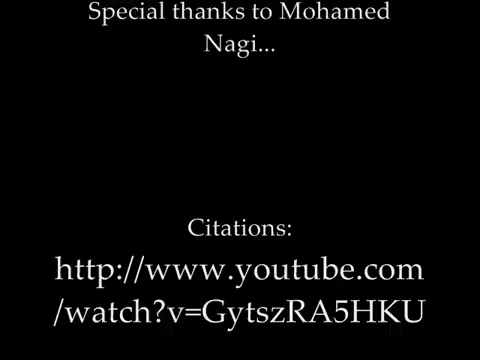 Special thanks to Mohamed
Nagi...
Citations:
http://www.youtube.com
/watch?v=GytszRA5HKU